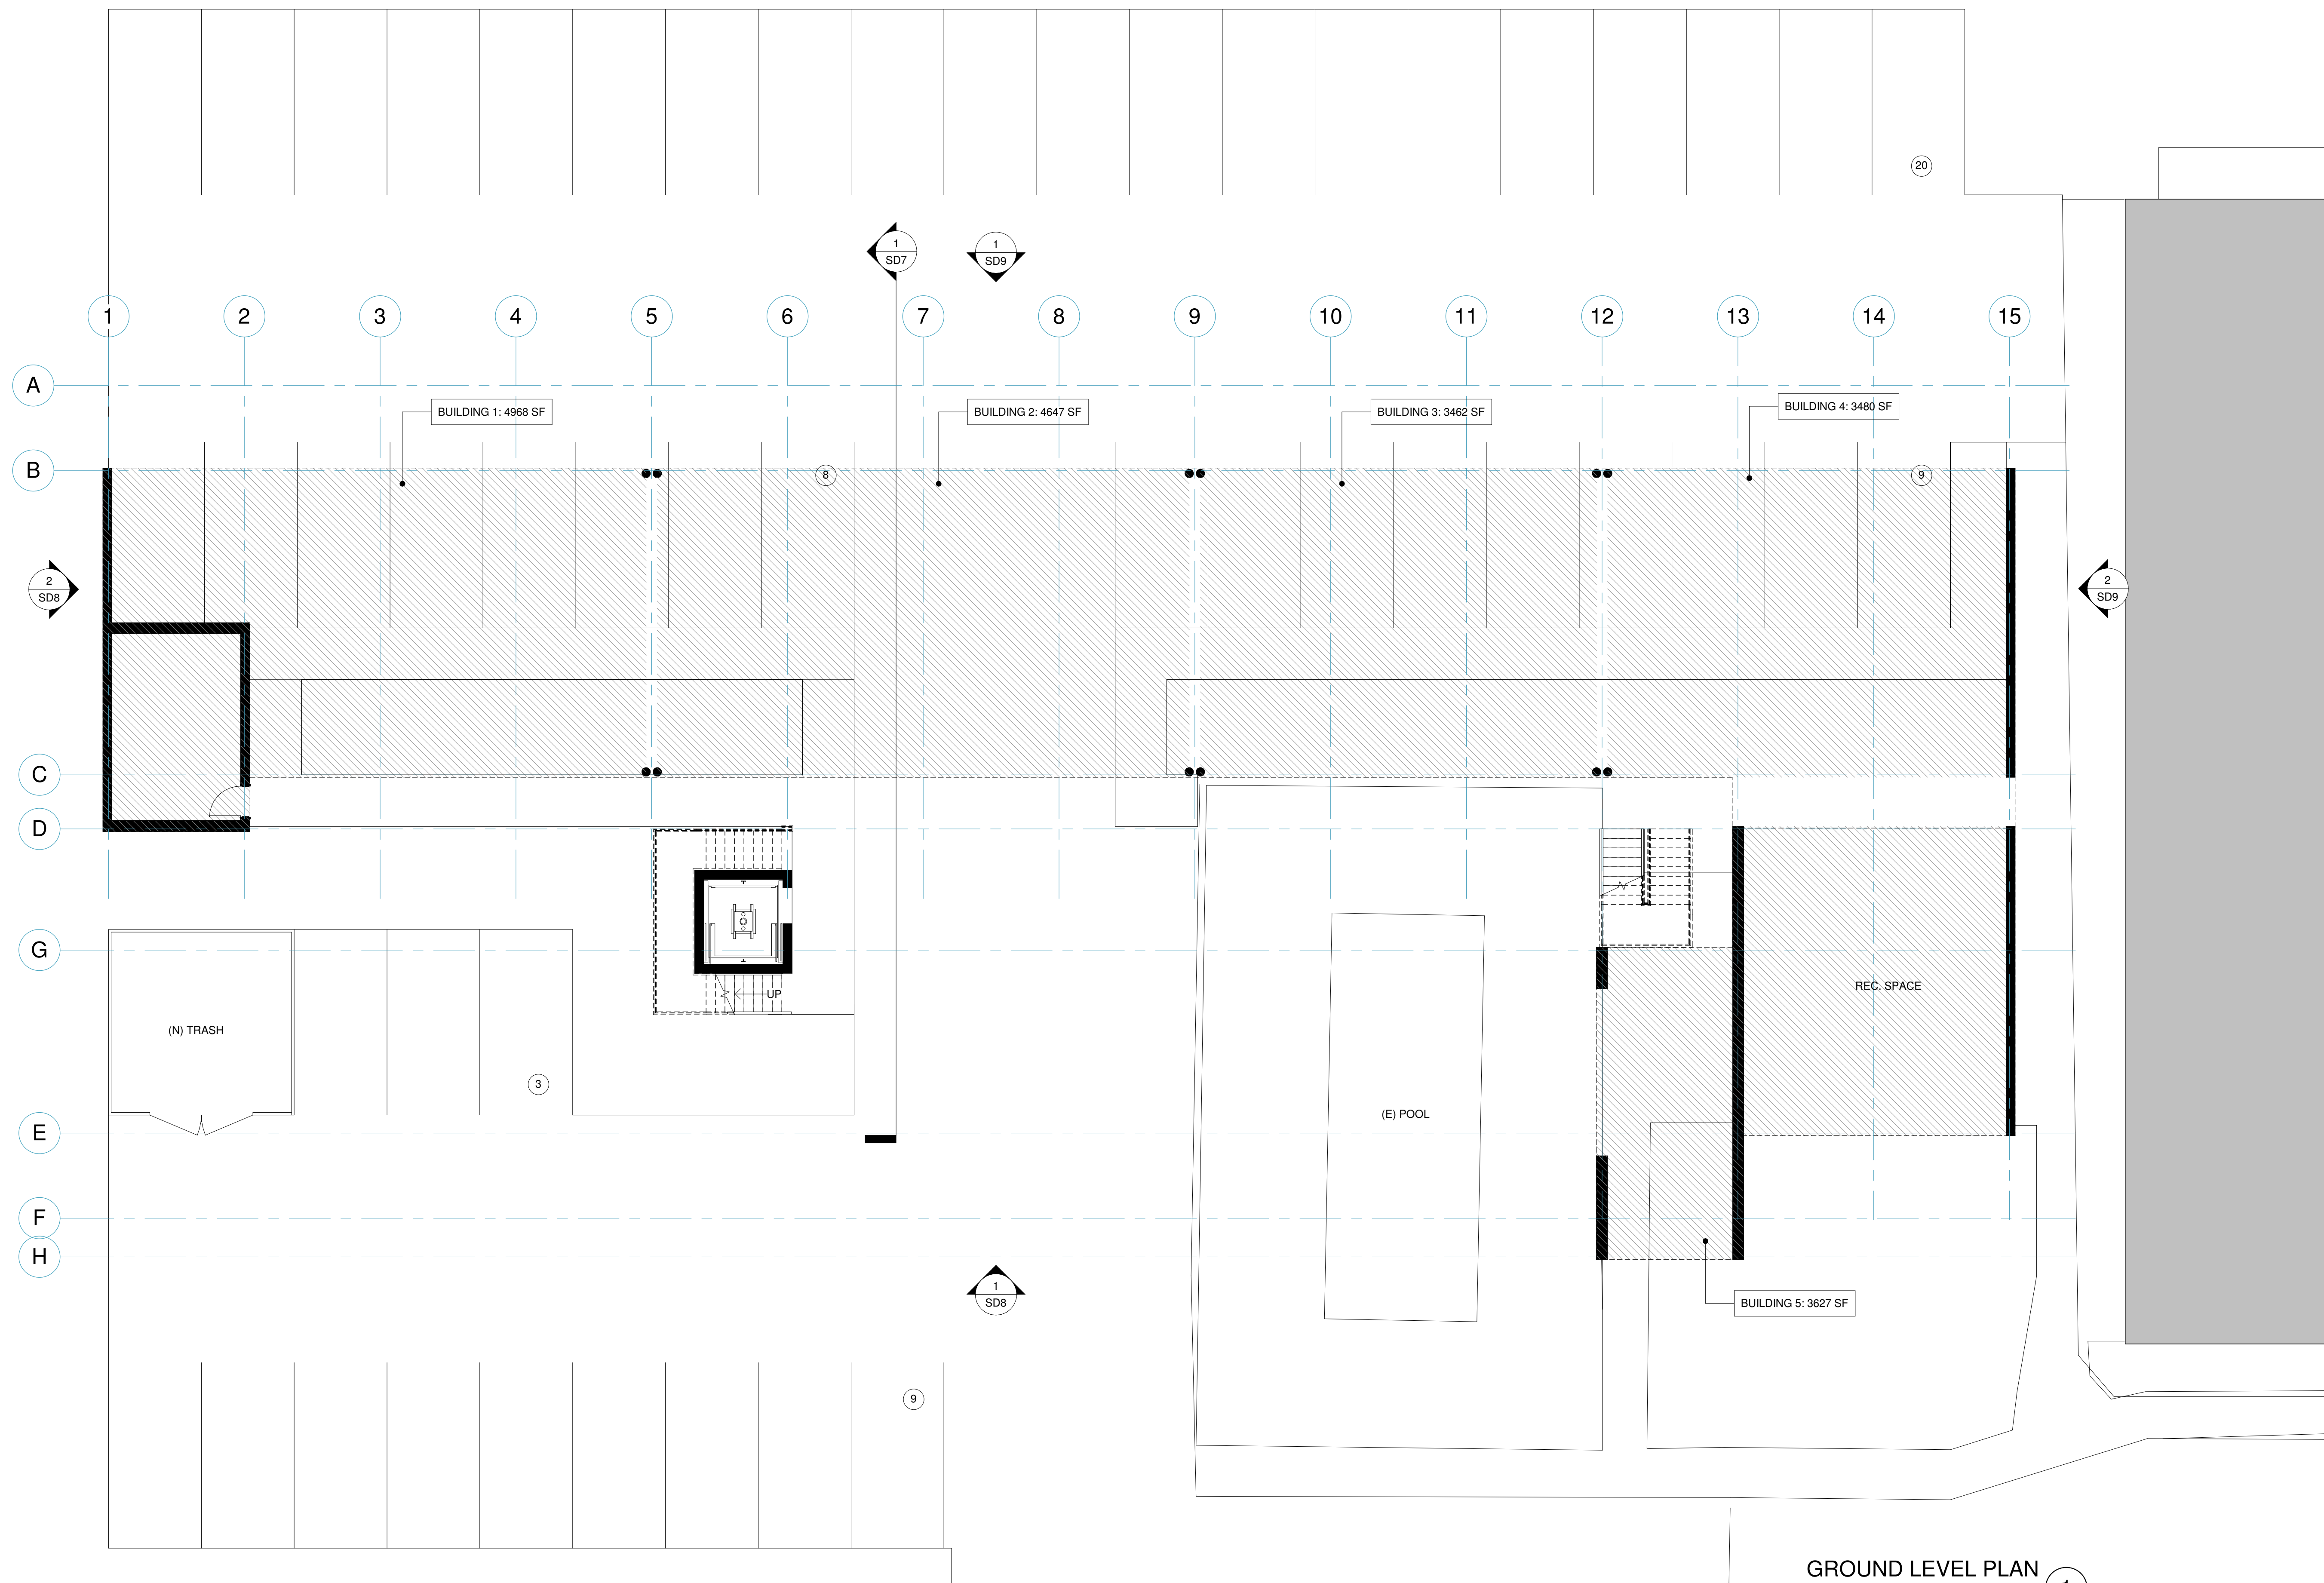 20
1
SD7
1
SD9
1 2 3 4 5 6 7 8 9 10 11 12 13 14 15
A
BUILDING 1: 4968 SF
BUILDING 2: 4647 SF
BUILDING 3: 3462 SF
BUILDING 4: 3480 SF
B
8
9
2
SD8
2
SD9
C
D
G
UP
REC. SPACE
(N) TRASH
3
(E) POOL
E
F
H
1
SD8
BUILDING 5: 3627 SF
9
GROUND LEVEL PLAN